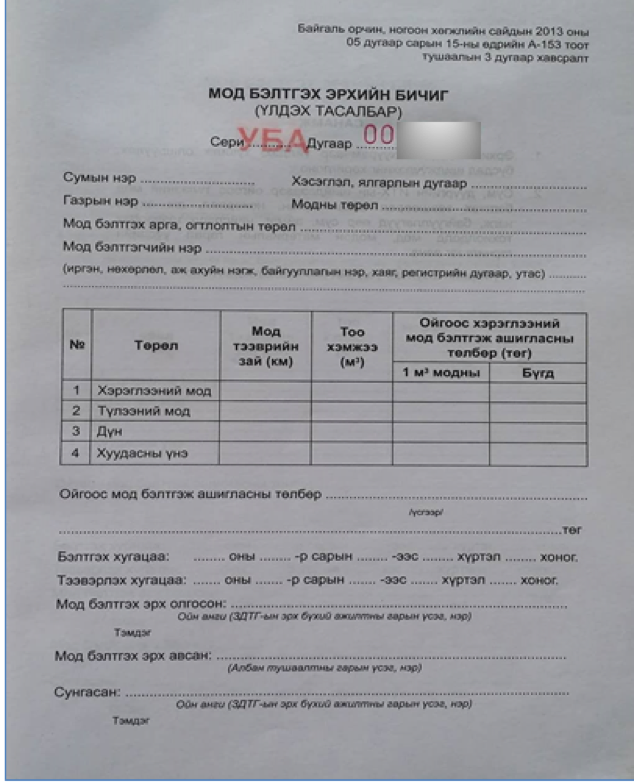 Байгаль орчин, ногоон хөгжлийн сайдын 2013 оны
05 дугаар сарын 15-ны өдрийн А-153 тоот
тушаалын 3 дугаар хавсралт
МОД БЭЛТГЭХ ЭРХИЙН БИЧИГ
(ҮЛДЭХ ТАСАЛБАР)
Сери ........... УБА Дугаар ...... 00
Сумын нэр .......................... Хэсэглэл, ялгарлын дугаар ....................
Газрын нэр .......................... Модны төрөл ........................................
Мод бэлтгэх арга, огтлолтын төрөл ..................................................
Мод бэлтгэгчийн нэр ..................................................
(иргэн, нөхөрлөл, аж ахуйн нэгж, байгууллагын нэр, хаяг, регистрийн дугаар, утас) ..........
№ Төрөл Мод тээврийн зай (км) Тоо хэмжээ (м³) Ойгоос хэрэглээний мод бэлтгэж ашигласны төлбөр (төг)
1 м³ модны Бүгд
1 Хэрэглээний мод
2 Түлээний мод
3 Дүн
4 Хуудасны үнэ
Ойгоос мод бэлтгэж ашигласны төлбөр ..................................................
/үсгээр/
..................................................төг
Бэлтгэх хугацаа: ........ оны ........ -р сарын ........ -ээс ........ хүртэл ........ хоног.
Тээвэрлэх хугацаа: ....... оны ........ -р сарын ........ -ээс ........ хүртэл ........ хоног.
Мод бэлтгэх эрх олгосон: ..................................................
Ойн анги (ЗДТГ-ын эрх бүхий ажилтны гарын үсэг, нэр)
Тэмдэг
Мод бэлтгэх эрх авсан: ..................................................
(Албан тушаалтны гарын үсэг, нэр)
Сунгасан: ..................................................
Ойн анги (ЗДТГ-ын эрх бүхий ажилтны гарын үсэг, нэр)
Тэмдэг